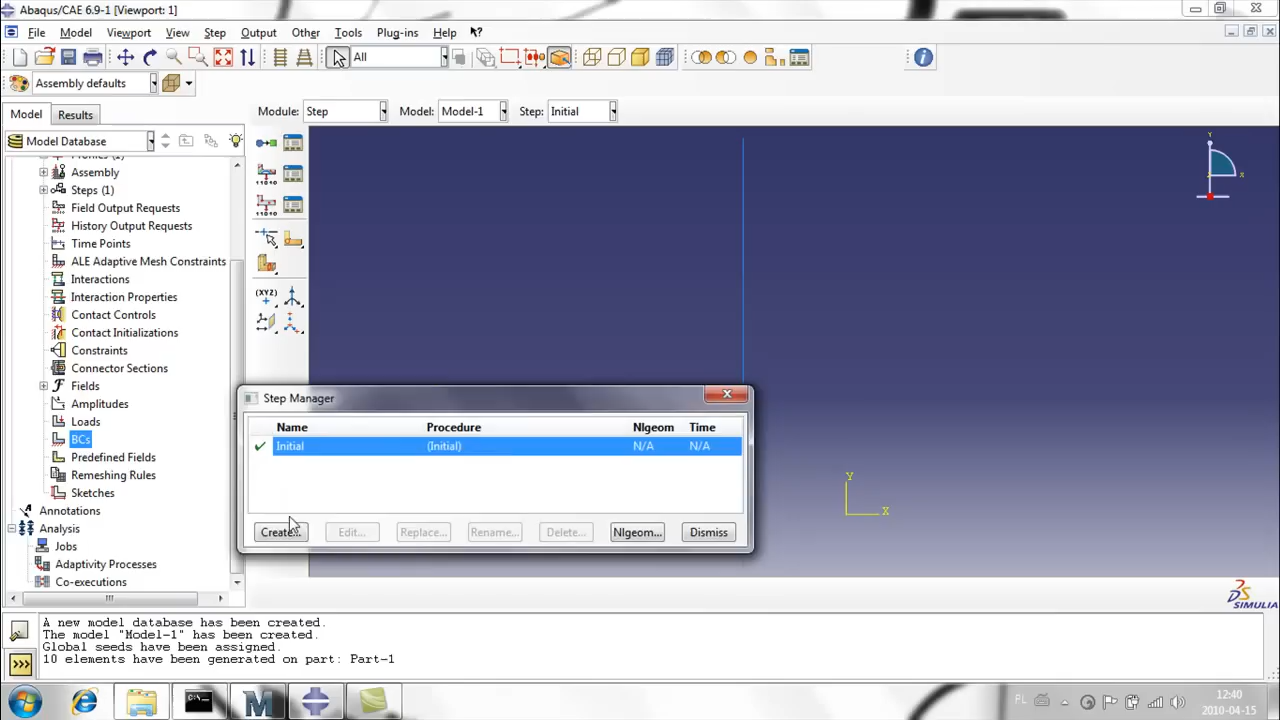 Abaqus/CAE 6.9-1 [Viewport: 1]
File Model Viewport View Step Output Other Tools Plug-ins Help
All
Assembly defaults
Model Results
Module: Step Model: Model-1 Step: Initial
Model Database
Profiles (1)
Assembly
Steps (1)
Field Output Requests
History Output Requests
Time Points
ALE Adaptive Mesh Constraints
Interactions
Interaction Properties
Contact Controls
Contact Initializations
Constraints
Connector Sections
Fields
Amplitudes
Loads
BCs
Predefined Fields
Remeshing Rules
Sketches
Annotations
Analysis
Jobs
Adaptivity Processes
Co-executions
(XYZ)
Y
X
Step Manager
Name Procedure Nlgeom Time
Initial (Initial) N/A N/A
Create... Edit... Replace... Rename... Delete... Nlgeom... Dismiss
Y
X
SIMULIA
A new model database has been created.
The model "Model-1" has been created.
Global seeds have been assigned.
10 elements have been generated on part: Part-1
PL
12:40
2010-04-15